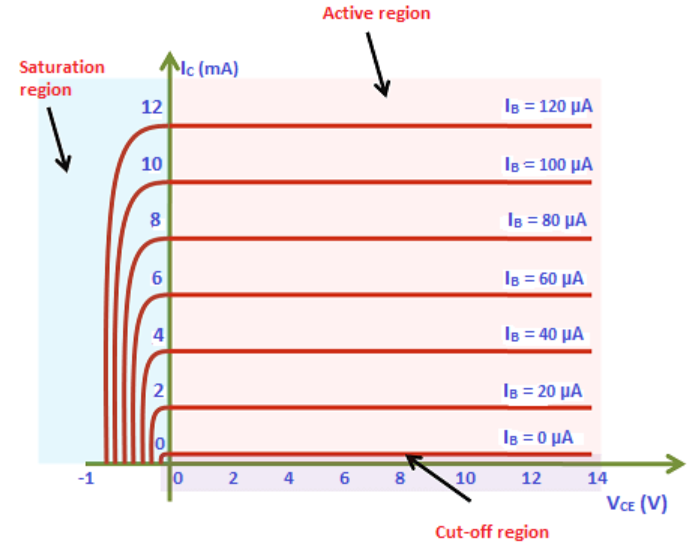 Active region
Saturation
region
IC (mA)
12
IB = 120 µA
10
IB = 100 µA
8
IB = 80 µA
6
IB = 60 µA
4
IB = 40 µA
2
IB = 20 µA
0
IB = 0 µA
-1 0 2 4 6 8 10 12 14
VCE (V)
Cut-off region